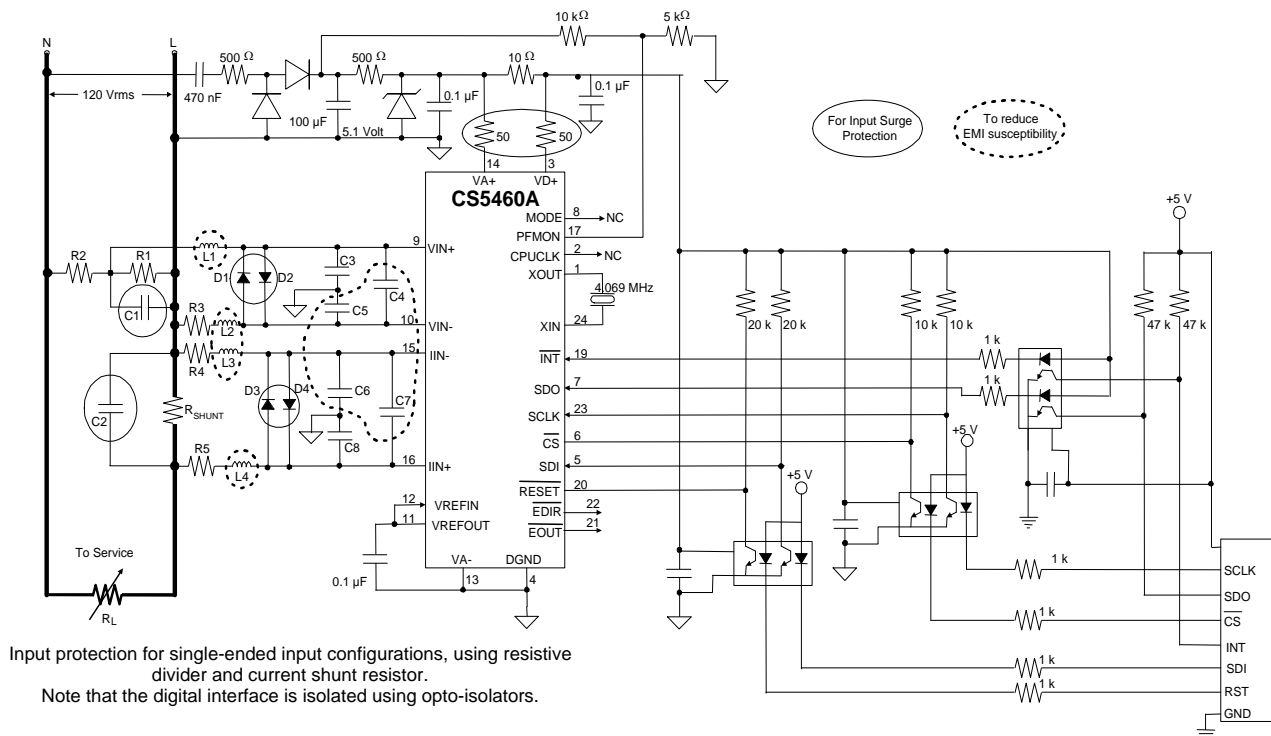 10 kΩ
5 kΩ
N
L
500 Ω
500 Ω
10 Ω
120 Vrms
470 nF
100 µF
5.1 Volt
0.1 µF
0.1 µF
50
50
For Input Surge
Protection
To reduce
EMI susceptibility
14
3
VA+
VD+
CS5460A
+5 V
MODE
8
NC
PFMON
17
CPUCLK
2
NC
XOUT
1
4.069 MHz
XIN
24
9
VIN+
L1
R2
R1
D1
D2
C3
C4
C5
C1
R3
L2
10
VIN-
15
IIN-
R4
L3
20 k
20 k
10 k
10 k
47 k
47 k
INT
19
1 k
SDO
7
1 k
SCLK
23
CS
6
+5 V
SDI
5
+5 V
RESET
20
EDIR
22
EOUT
21
D3
D4
C6
C7
C2
RSHUNT
C8
R5
L4
16
IIN+
12
VREFIN
11
VREFOUT
0.1 µF
VA-
DGND
13
4
To Service
RL
1 k
SCLK
SDO
1 k
CS
INT
1 k
SDI
1 k
RST
GND
Input protection for single-ended input configurations, using resistive
divider and current shunt resistor.
Note that the digital interface is isolated using opto-isolators.